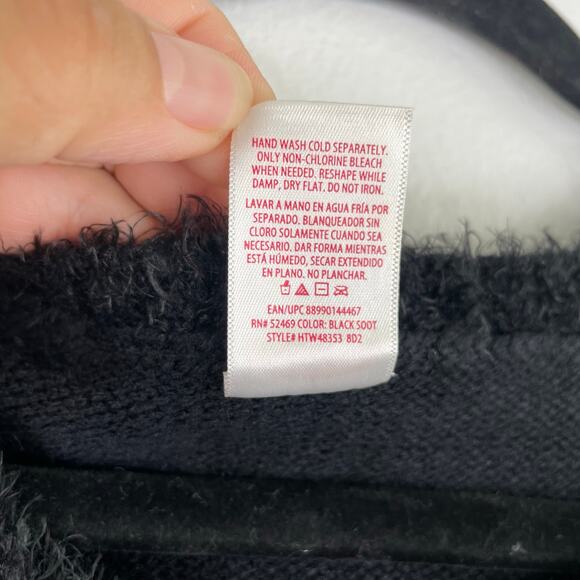 HAND WASH COLD SEPARATELY.
ONLY NON-CHLORINE BLEACH
WHEN NEEDED. RESHAPE WHILE
DAMP, DRY FLAT. DO NOT IRON.
LAVAR A MANO EN AGUA FRÍA POR
SEPARADO. BLANQUEADOR SIN
CLORO SOLAMENTE CUANDO SEA
NECESARIO. DAR FORMA MIENTRAS
ESTÁ HÚMEDO, SECAR EXTENDIDO
EN PLANO. NO PLANCHAR.
EAN/UPC 88990144467
RN# 52469 COLOR: BLACK SOOT
STYLE# HTW48353 8D2